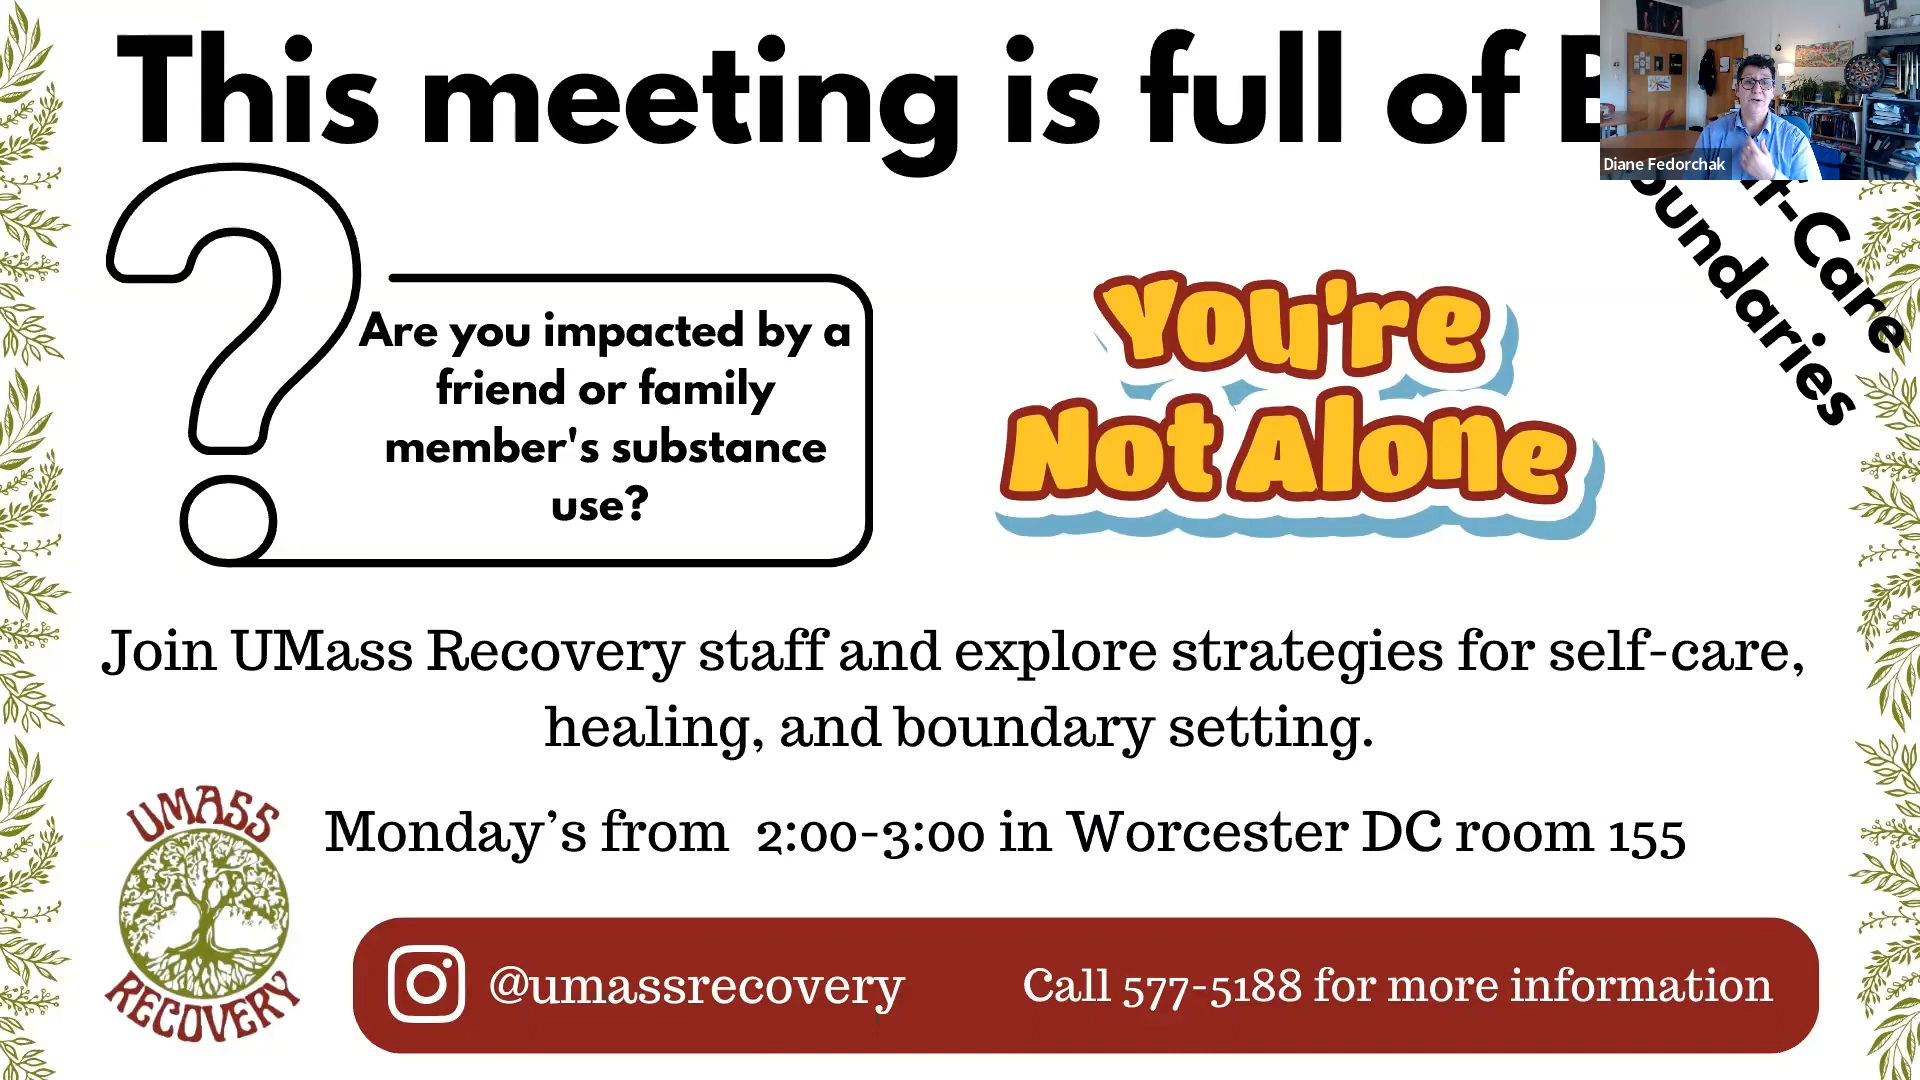 This meeting is full of
Diane Fedorchak
-Care
oundaries
Are you impacted by a
friend or family
member's substance
use?
You're
Not Alone
Join UMass Recovery staff and explore strategies for self-care,
healing, and boundary setting.
Monday’s from 2:00-3:00 in Worcester DC room 155
UMASS
RECOVERY
@umassrecovery
Call 577-5188 for more information